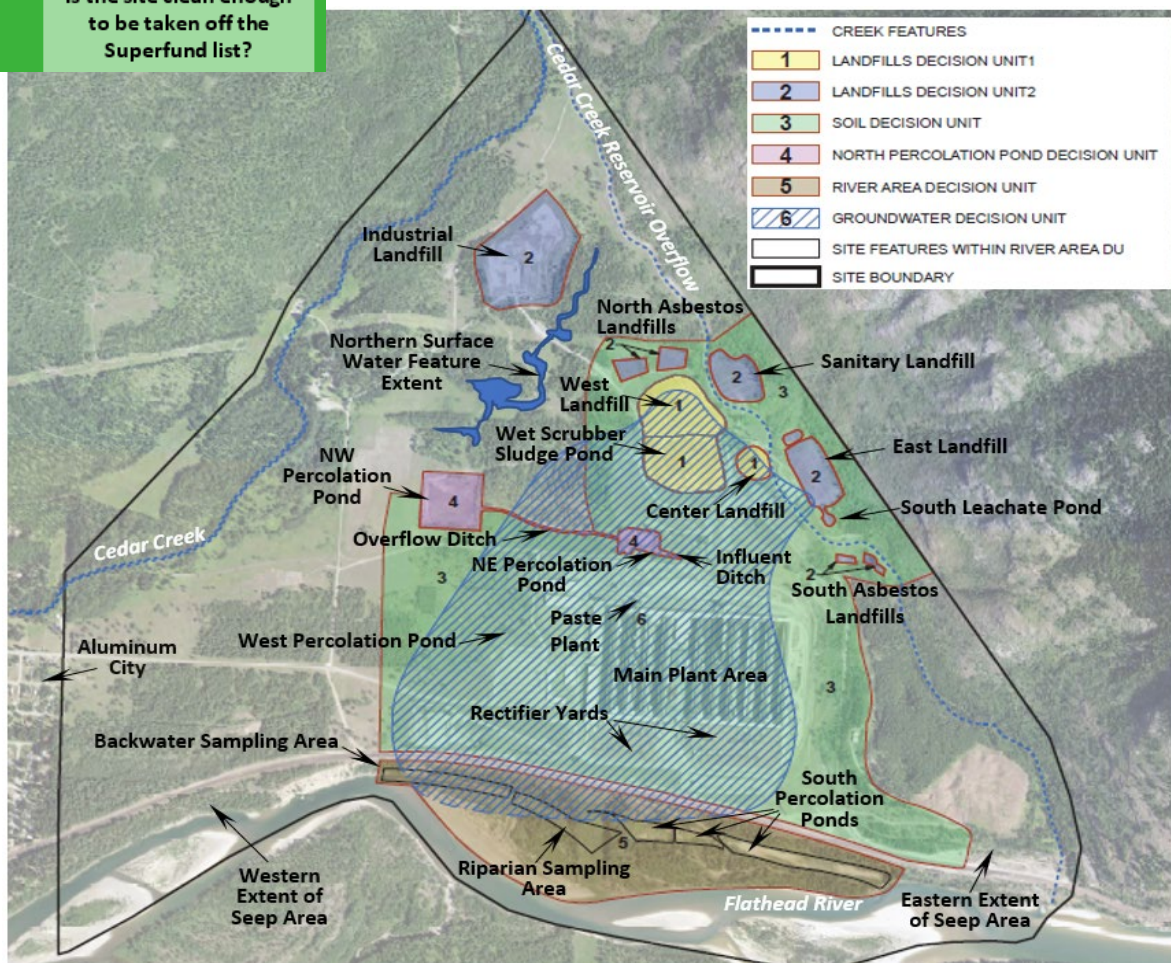 is the site clean enough
to be taken off the
Superfund list?
CREEK FEATURES
1 LANDFILLS DECISION UNIT1
2 LANDFILLS DECISION UNIT2
3 SOIL DECISION UNIT
4 NORTH PERCOLATION POND DECISION UNIT
5 RIVER AREA DECISION UNIT
6 GROUNDWATER DECISION UNIT
SITE FEATURES WITHIN RIVER AREA DU
SITE BOUNDARY
Cedar Creek Reservoir Overflow
Industrial
Landfill
2
North Asbestos
Landfills
2
Northern Surface
Water Feature
Extent
Sanitary Landfill
2
3
West
Landfill
1
Wet Scrubber
Sludge Pond
1
1
East Landfill
2
NW
Percolation
Pond
4
Center Landfill
South Leachate Pond
Cedar Creek
Overflow Ditch
4
NE Percolation
Pond
Influent
Ditch
2
South Asbestos
Landfills
3
Paste
Plant
6
West Percolation Pond
Aluminum
City
Main Plant Area
3
Rectifier Yards
Backwater Sampling Area
South
Percolation
Ponds
5
Riparian Sampling
Area
Western
Extent of
Seep Area
Flathead River
Eastern Extent
of Seep Area